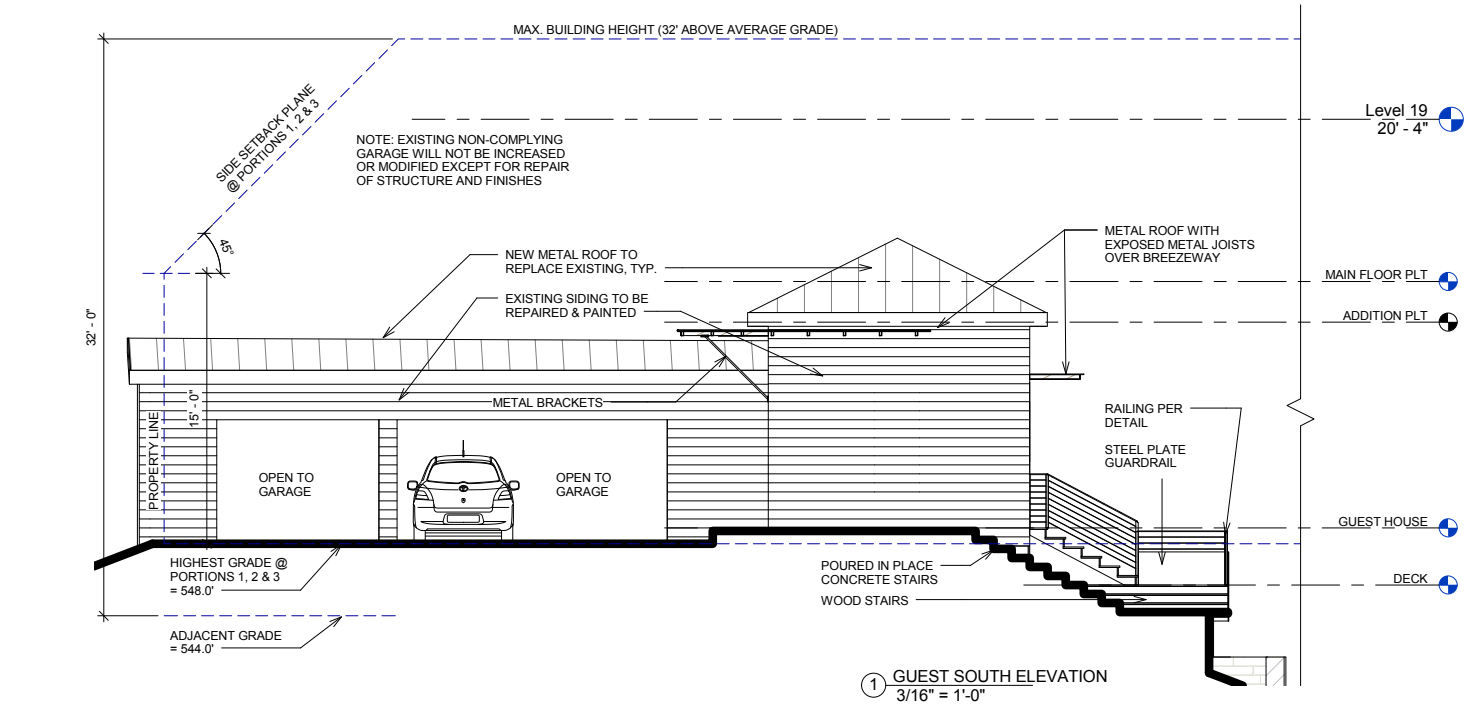 MAX. BUILDING HEIGHT (32' ABOVE AVERAGE GRADE)
SIDE SETBACK PLANE
@ PORTIONS 1, 2 & 3
Level 19
20' - 4"
NOTE: EXISTING NON-COMPLYING
GARAGE WILL NOT BE INCREASED
OR MODIFIED EXCEPT FOR REPAIR
OF STRUCTURE AND FINISHES
45°
NEW METAL ROOF TO
REPLACE EXISTING, TYP.
METAL ROOF WITH
EXPOSED METAL JOISTS
OVER BREEZEWAY
MAIN FLOOR PLT
EXISTING SIDING TO BE
REPAIRED & PAINTED
ADDITION PLT
32' - 0"
15' - 0"
METAL BRACKETS
PROPERTY LINE
RAILING PER
DETAIL
STEEL PLATE
GUARDRAIL
OPEN TO
GARAGE
OPEN TO
GARAGE
GUEST HOUSE
HIGHEST GRADE @
PORTIONS 1, 2 & 3
= 548.0'
POURED IN PLACE
CONCRETE STAIRS
DECK
WOOD STAIRS
ADJACENT GRADE
= 544.0'
1 GUEST SOUTH ELEVATION
3/16" = 1'-0"